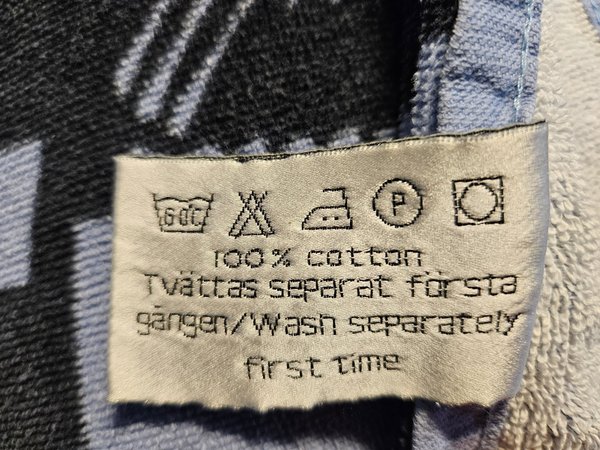 60C P
100% cotton
Tvättas separat första
gången/Wash separately
first time